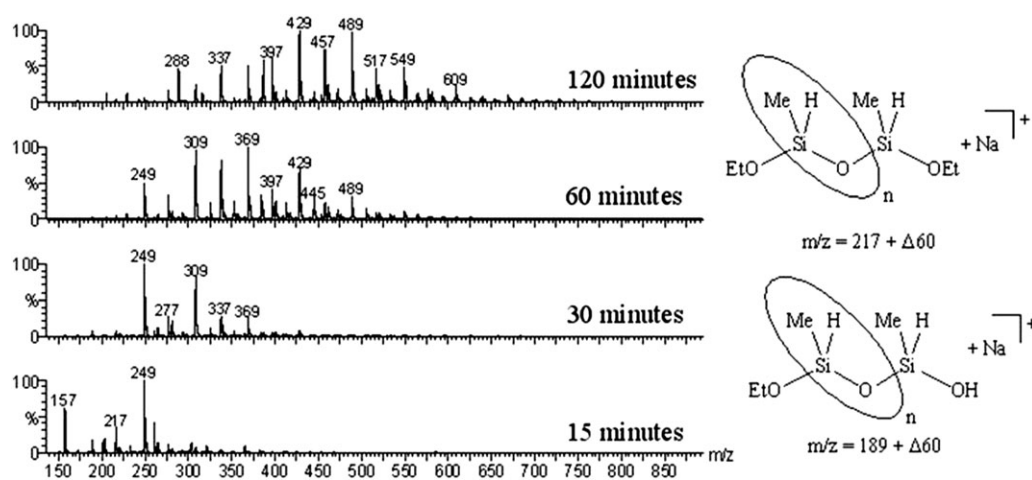 100
%
0
288
337
397
429
457
489
517
549
609
120 minutes
100
%
0
249
309
369
397
429
445
489
60 minutes
100
%
0
249
277
309
337
369
30 minutes
100
%
0
157
217
249
15 minutes
m/z
150 200 250 300 350 400 450 500 550 600 650 700 750 800 850
Me H Me H
Si Si
EtO O OEt
n
+ Na
+
m/z = 217 + Δ60
Me H Me H
Si Si
EtO O OH
n
+ Na
+
m/z = 189 + Δ60